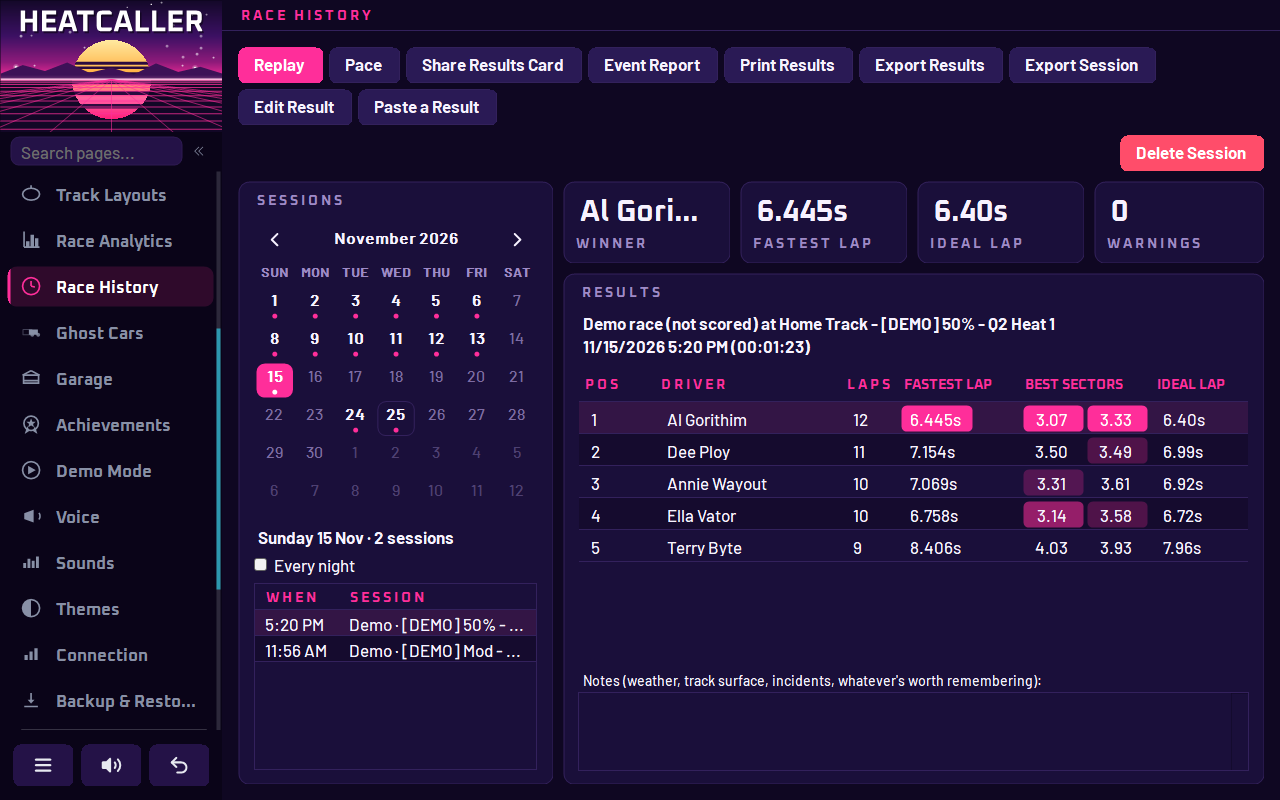 HEATCALLER
RACE HISTORY
Replay
Pace
Share Results Card
Event Report
Print Results
Export Results
Export Session
Edit Result
Paste a Result
Delete Session
Search pages...
Track Layouts
Race Analytics
Race History
Ghost Cars
Garage
Achievements
Demo Mode
Voice
Sounds
Themes
Connection
Backup & Resto...
SESSIONS
November 2026
SUN MON TUE WED THU FRI SAT
1 2 3 4 5 6 7
8 9 10 11 12 13 14
15 16 17 18 19 20 21
22 23 24 25 26 27 28
29 30 1 2 3 4 5
6 7 8 9 10 11 12
Sunday 15 Nov · 2 sessions
Every night
WHEN SESSION
5:20 PM Demo · [DEMO] 50% - ...
11:56 AM Demo · [DEMO] Mod - ...
Al Gori...
WINNER
6.445s
FASTEST LAP
6.40s
IDEAL LAP
0
WARNINGS
RESULTS
Demo race (not scored) at Home Track - [DEMO] 50% - Q2 Heat 1
11/15/2026 5:20 PM (00:01:23)
POS DRIVER LAPS FASTEST LAP BEST SECTORS IDEAL LAP
1 Al Gorithim 12 6.445s 3.07 3.33 6.40s
2 Dee Ploy 11 7.154s 3.50 3.49 6.99s
3 Annie Wayout 10 7.069s 3.31 3.61 6.92s
4 Ella Vator 10 6.758s 3.14 3.58 6.72s
5 Terry Byte 9 8.406s 4.03 3.93 7.96s
Notes (weather, track surface, incidents, whatever's worth remembering):